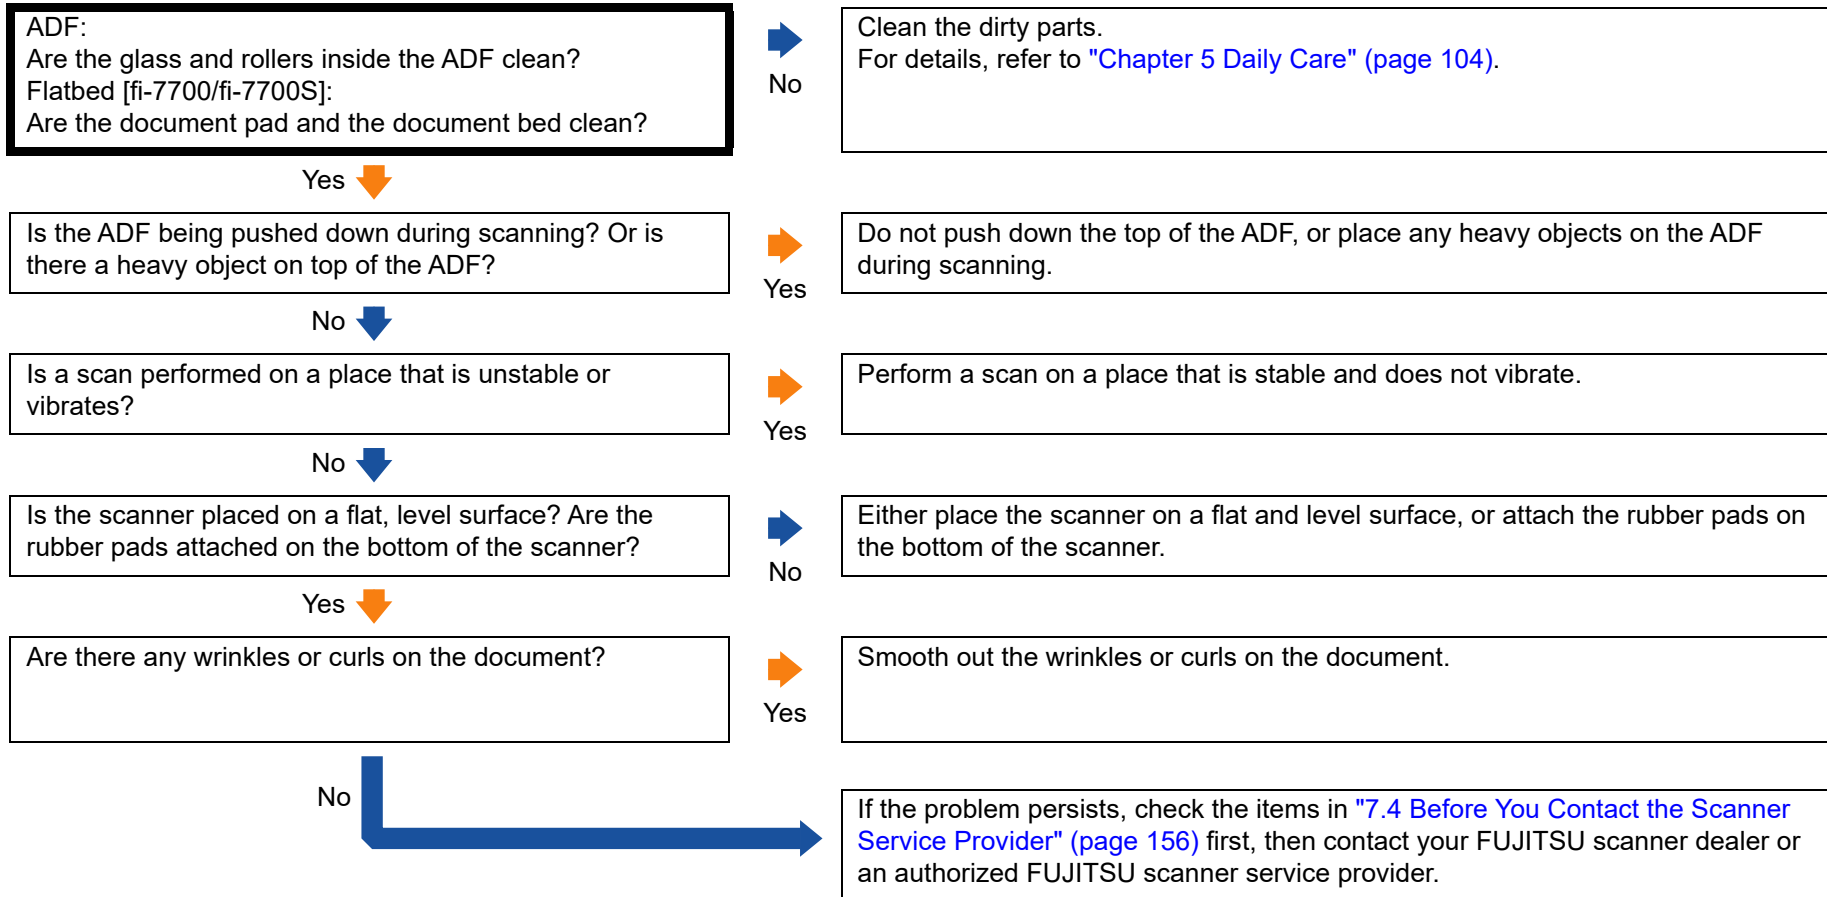 ADF:
Are the glass and rollers inside the ADF clean?
Flatbed [fi-7700/fi-7700S]:
Are the document pad and the document bed clean?
No
Clean the dirty parts.
For details, refer to "Chapter 5 Daily Care" (page 104).
Yes
Is the ADF being pushed down during scanning? Or is
there a heavy object on top of the ADF?
Yes
Do not push down the top of the ADF, or place any heavy objects on the ADF
during scanning.
No
Is a scan performed on a place that is unstable or
vibrates?
Yes
Perform a scan on a place that is stable and does not vibrate.
No
Is the scanner placed on a flat, level surface? Are the
rubber pads attached on the bottom of the scanner?
No
Either place the scanner on a flat and level surface, or attach the rubber pads on
the bottom of the scanner.
Yes
Are there any wrinkles or curls on the document?
Yes
Smooth out the wrinkles or curls on the document.
No
If the problem persists, check the items in "7.4 Before You Contact the Scanner
Service Provider" (page 156) first, then contact your FUJITSU scanner dealer or
an authorized FUJITSU scanner service provider.